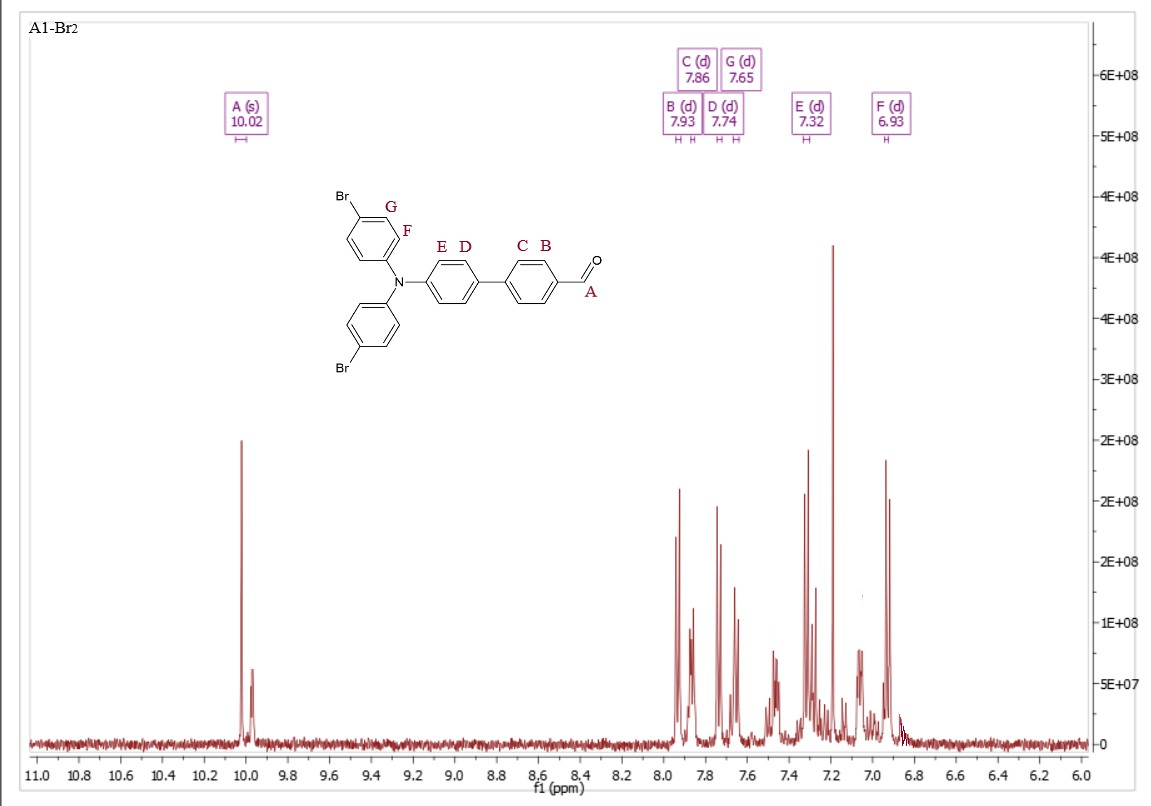 A1-Br2
C (d)
7.86
G (d)
7.65
A (s)
10.02
B (d)
7.93
D (d)
7.74
E (d)
7.32
F (d)
6.93
Br
G
F
E D C B
O
N
A
Br
6E+08
5E+08
4E+08
4E+08
4E+08
3E+08
2E+08
2E+08
2E+08
1E+08
5E+07
0
11.0 10.8 10.6 10.4 10.2 10.0 9.8 9.6 9.4 9.2 9.0 8.8 8.6 8.4 8.2 8.0 7.8 7.6 7.4 7.2 7.0 6.8 6.6 6.4 6.2 6.0
f1 (ppm)